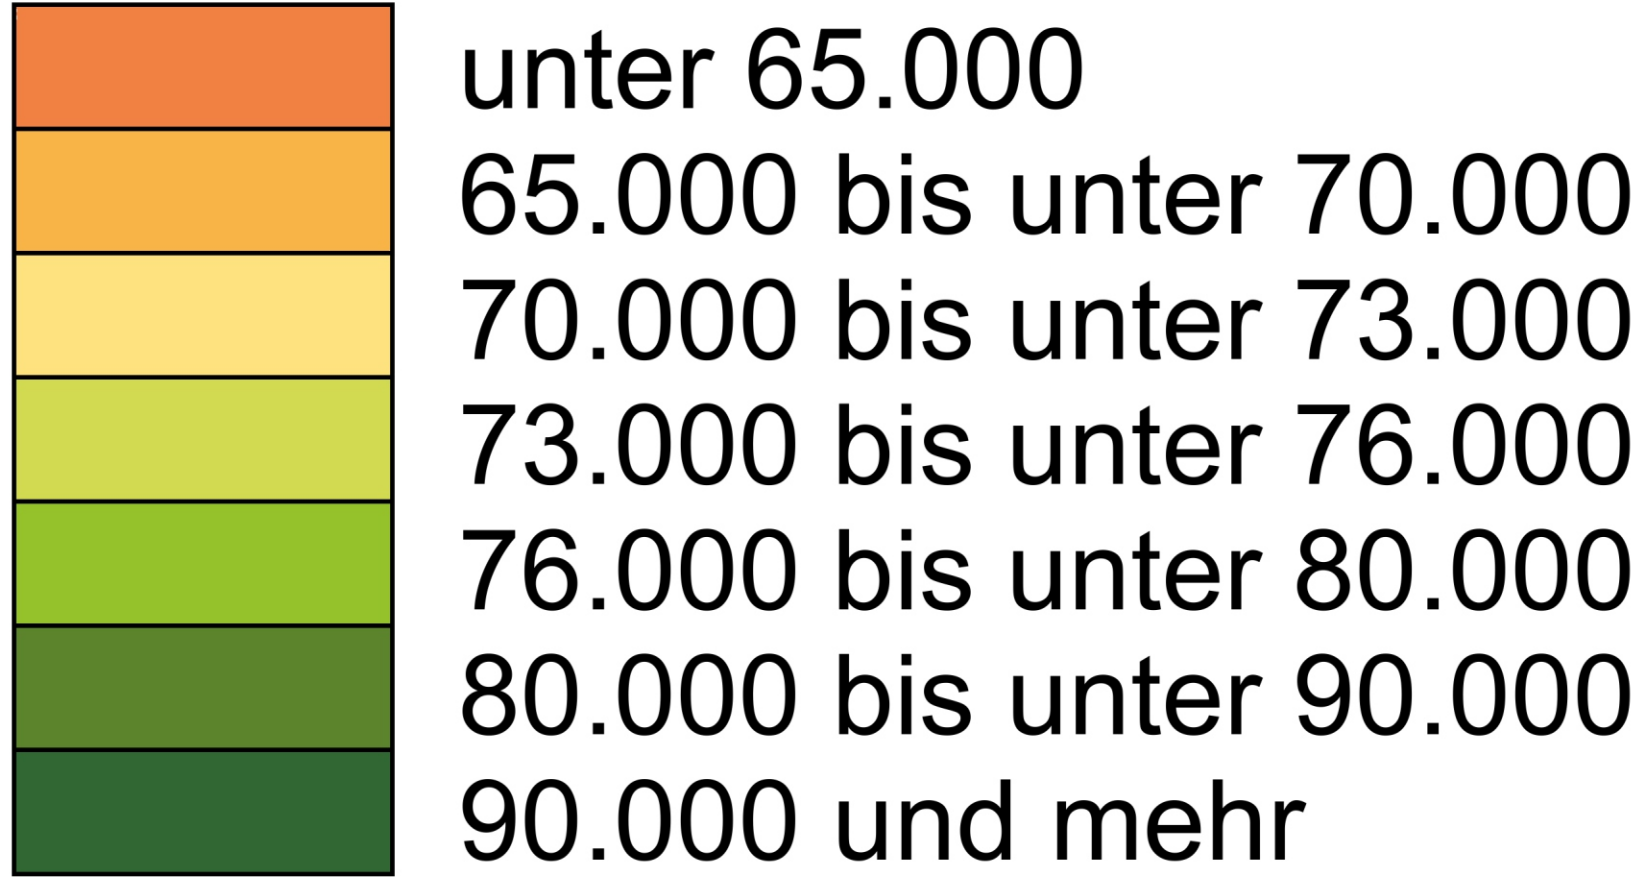 unter 65.000
65.000 bis unter 70.000
70.000 bis unter 73.000
73.000 bis unter 76.000
76.000 bis unter 80.000
80.000 bis unter 90.000
90.000 und mehr